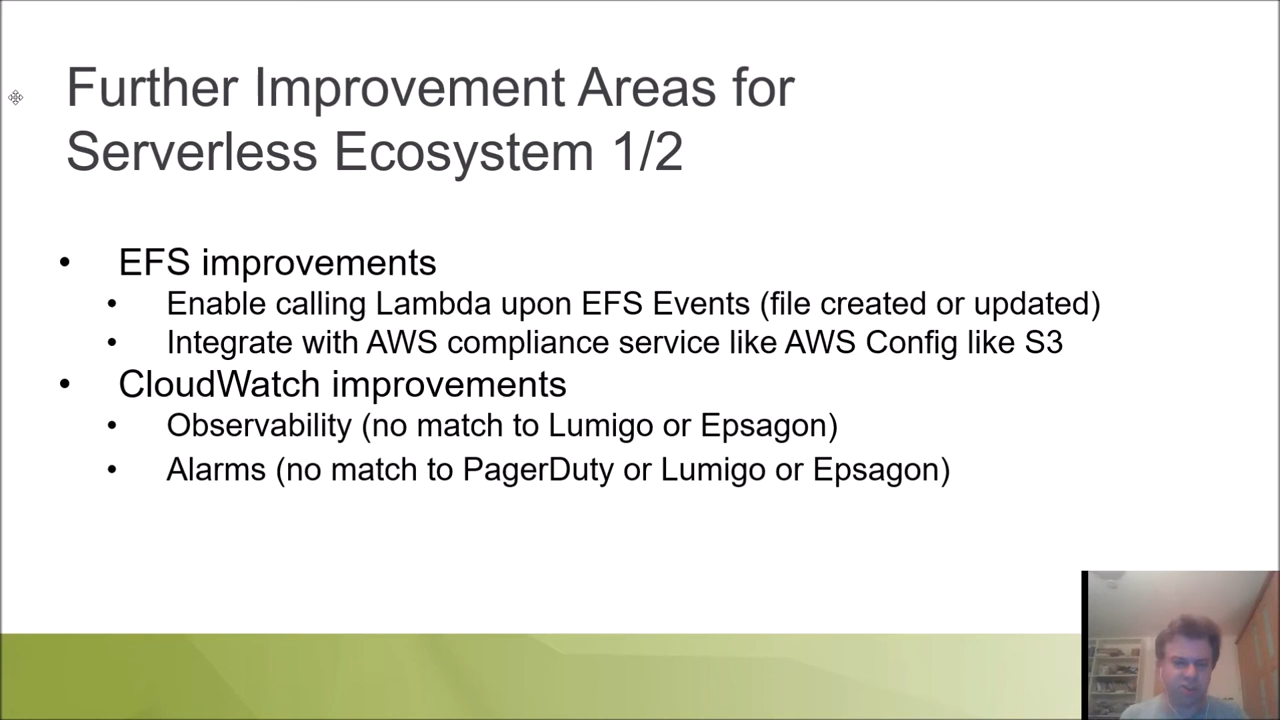 Further Improvement Areas for
Serverless Ecosystem 1/2
• EFS improvements
• Enable calling Lambda upon EFS Events (file created or updated)
• Integrate with AWS compliance service like AWS Config like S3
• CloudWatch improvements
• Observability (no match to Lumigo or Epsagon)
• Alarms (no match to PagerDuty or Lumigo or Epsagon)